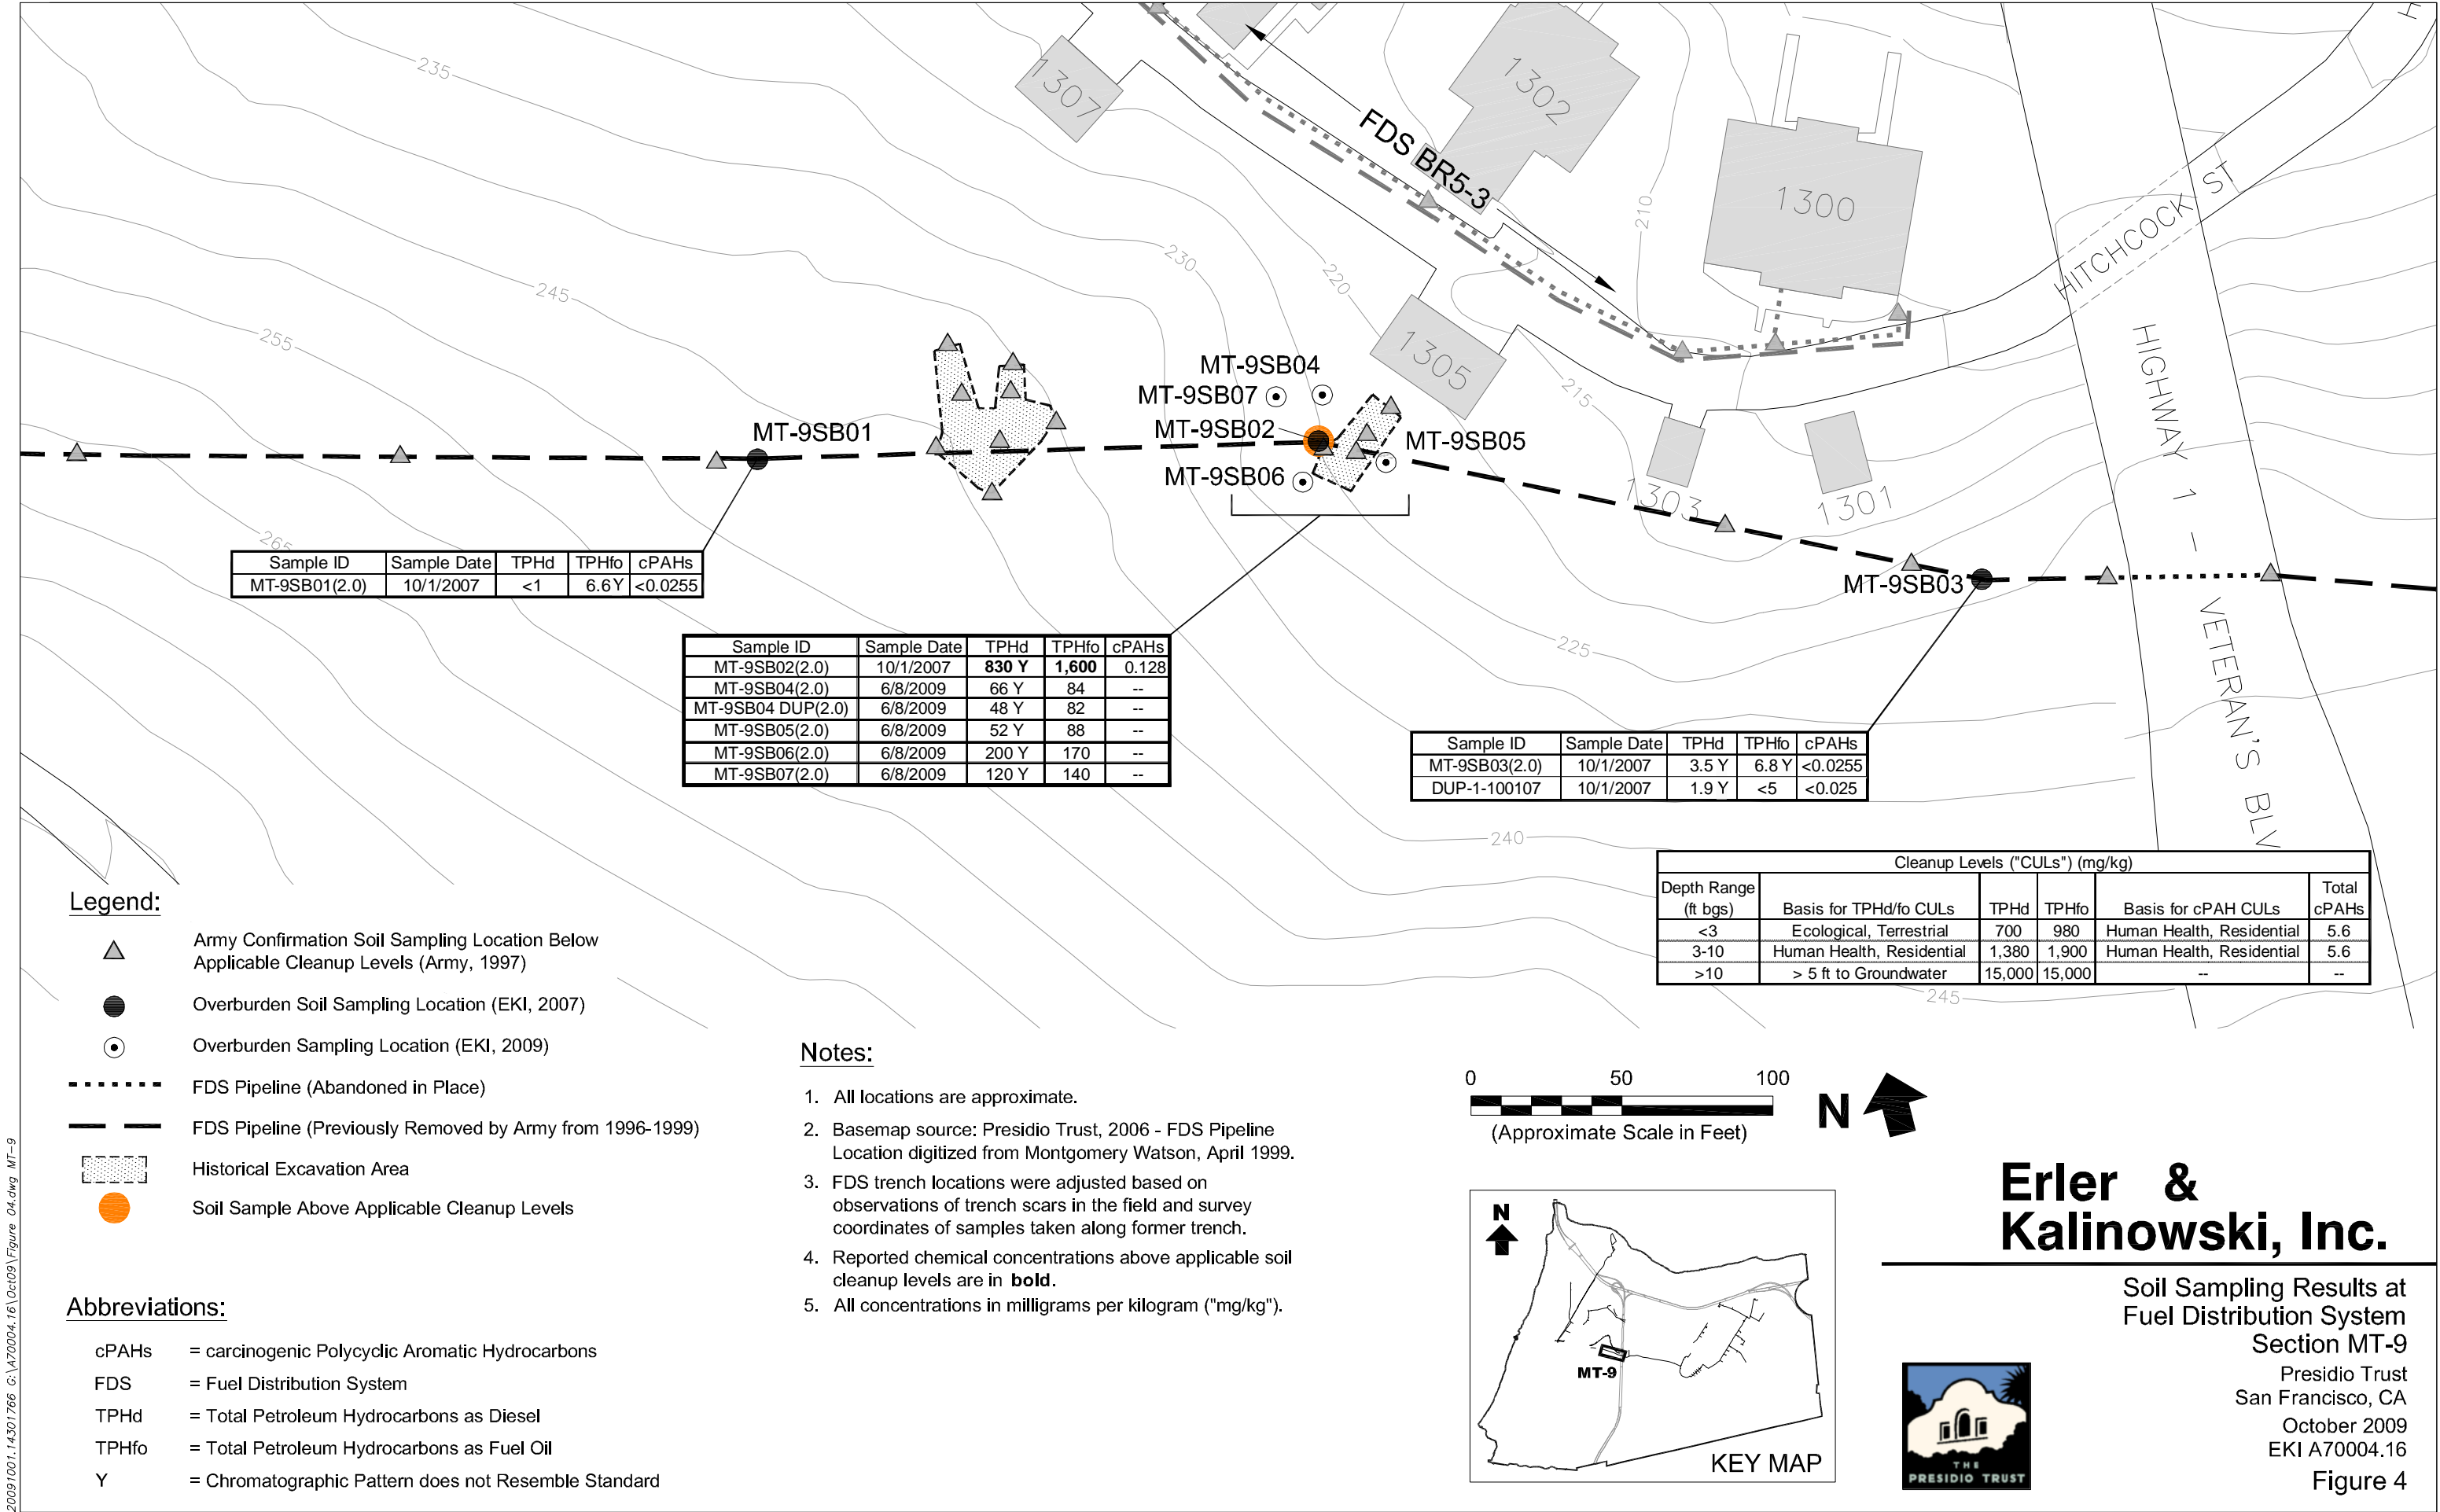 235
1307
1302
FDS BR5-3
1300
210
HITCHCOCK ST
H
230
220
245
255
1305
215
MT-9SB04
MT-9SB07
MT-9SB02
MT-9SB01
MT-9SB05
MT-9SB06
1303
1301
HIGHWAY 1 – VETERAN'S BLV
265
MT-9SB03
225
Sample ID Sample Date TPHd TPHfo cPAHs
MT-9SB01(2.0) 10/1/2007 <1 6.6Y <0.0255
Sample ID Sample Date TPHd TPHfo cPAHs
MT-9SB02(2.0) 10/1/2007 830 Y 1,600 0.128
MT-9SB04(2.0) 6/8/2009 66 Y 84 --
MT-9SB04 DUP(2.0) 6/8/2009 48 Y 82 --
MT-9SB05(2.0) 6/8/2009 52 Y 88 --
MT-9SB06(2.0) 6/8/2009 200 Y 170 --
MT-9SB07(2.0) 6/8/2009 120 Y 140 --
Sample ID Sample Date TPHd TPHfo cPAHs
MT-9SB03(2.0) 10/1/2007 3.5 Y 6.8 Y <0.0255
DUP-1-100107 10/1/2007 1.9 Y <5 <0.025
240
Cleanup Levels ("CULs") (mg/kg)
Depth Range (ft bgs) Basis for TPHd/fo CULs TPHd TPHfo Basis for cPAH CULs Total cPAHs
<3 Ecological, Terrestrial 700 980 Human Health, Residential 5.6
3-10 Human Health, Residential 1,380 1,900 Human Health, Residential 5.6
>10 > 5 ft to Groundwater 15,000 15,000 -- --
245
Legend:
Army Confirmation Soil Sampling Location Below
Applicable Cleanup Levels (Army, 1997)
Overburden Soil Sampling Location (EKI, 2007)
Overburden Sampling Location (EKI, 2009)
FDS Pipeline (Abandoned in Place)
FDS Pipeline (Previously Removed by Army from 1996-1999)
Historical Excavation Area
Soil Sample Above Applicable Cleanup Levels
Abbreviations:
cPAHs = carcinogenic Polycyclic Aromatic Hydrocarbons
FDS = Fuel Distribution System
TPHd = Total Petroleum Hydrocarbons as Diesel
TPHfo = Total Petroleum Hydrocarbons as Fuel Oil
Y = Chromatographic Pattern does not Resemble Standard
Notes:
1. All locations are approximate.
2. Basemap source: Presidio Trust, 2006 - FDS Pipeline
Location digitized from Montgomery Watson, April 1999.
3. FDS trench locations were adjusted based on
observations of trench scars in the field and survey
coordinates of samples taken along former trench.
4. Reported chemical concentrations above applicable soil
cleanup levels are in bold.
5. All concentrations in milligrams per kilogram ("mg/kg").
0 50 100
(Approximate Scale in Feet)
N
N
MT-9
KEY MAP
Erler &
Kalinowski, Inc.
Soil Sampling Results at
Fuel Distribution System
Section MT-9
Presidio Trust
San Francisco, CA
October 2009
EKI A70004.16
Figure 4
THE
PRESIDIO TRUST
20091001.14301766 G:\A70004.16\Oct09\Figure 04.dwg MT-9